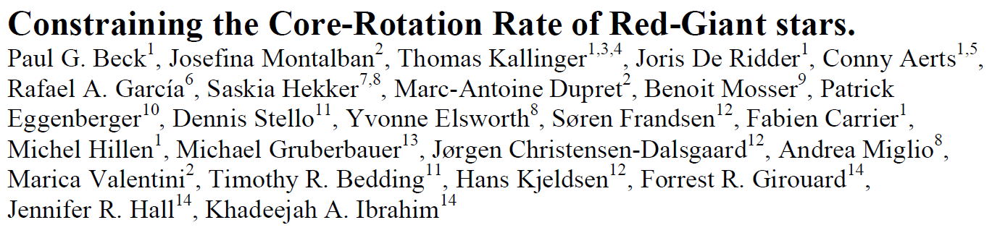 Constraining the Core-Rotation Rate of Red-Giant stars.
Paul G. Beck1, Josefina Montalban2, Thomas Kallinger1,3,4, Joris De Ridder1, Conny Aerts1,5,
Rafael A. García6, Saskia Hekker7,8, Marc-Antoine Dupret2, Benoit Mosser9, Patrick
Eggenberger10, Dennis Stello11, Yvonne Elsworth8, Søren Frandsen12, Fabien Carrier1,
Michel Hillen1, Michael Gruberbauer13, Jørgen Christensen-Dalsgaard12, Andrea Miglio8,
Marica Valentini2, Timothy R. Bedding11, Hans Kjeldsen12, Forrest R. Girouard14,
Jennifer R. Hall14, Khadeejah A. Ibrahim14